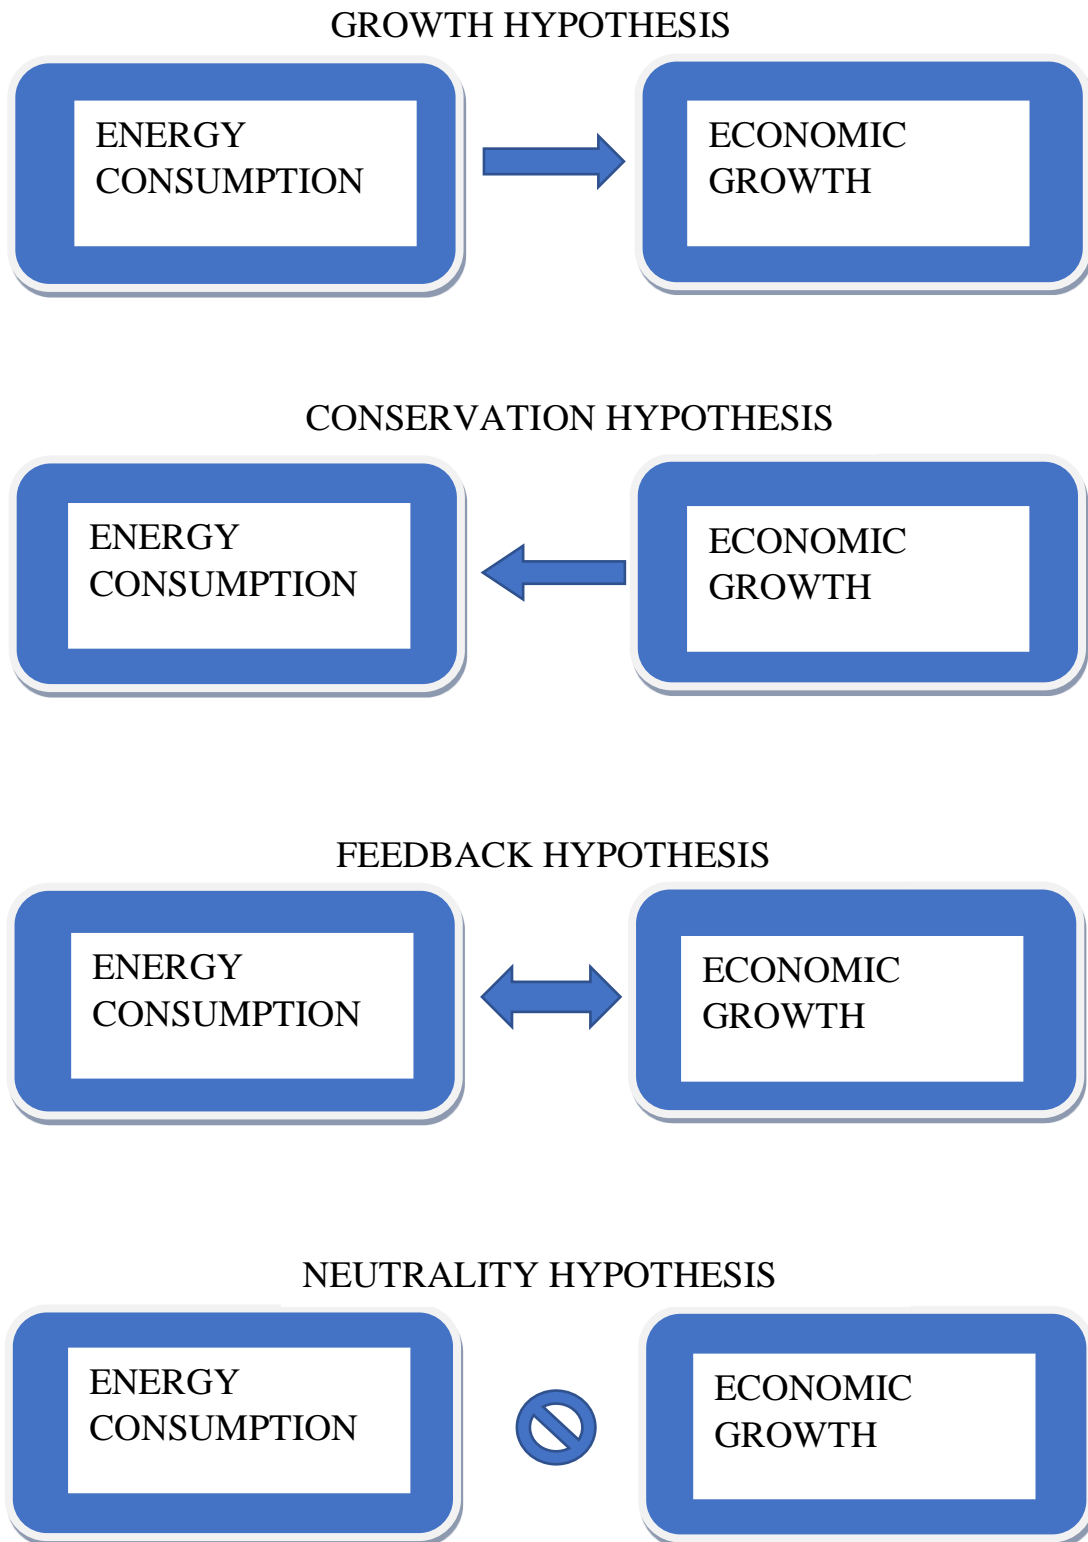 GROWTH HYPOTHESIS
ENERGY
CONSUMPTION
ECONOMIC
GROWTH
CONSERVATION HYPOTHESIS
ENERGY
CONSUMPTION
ECONOMIC
GROWTH
FEEDBACK HYPOTHESIS
ENERGY
CONSUMPTION
ECONOMIC
GROWTH
NEUTRALITY HYPOTHESIS
ENERGY
CONSUMPTION
ECONOMIC
GROWTH